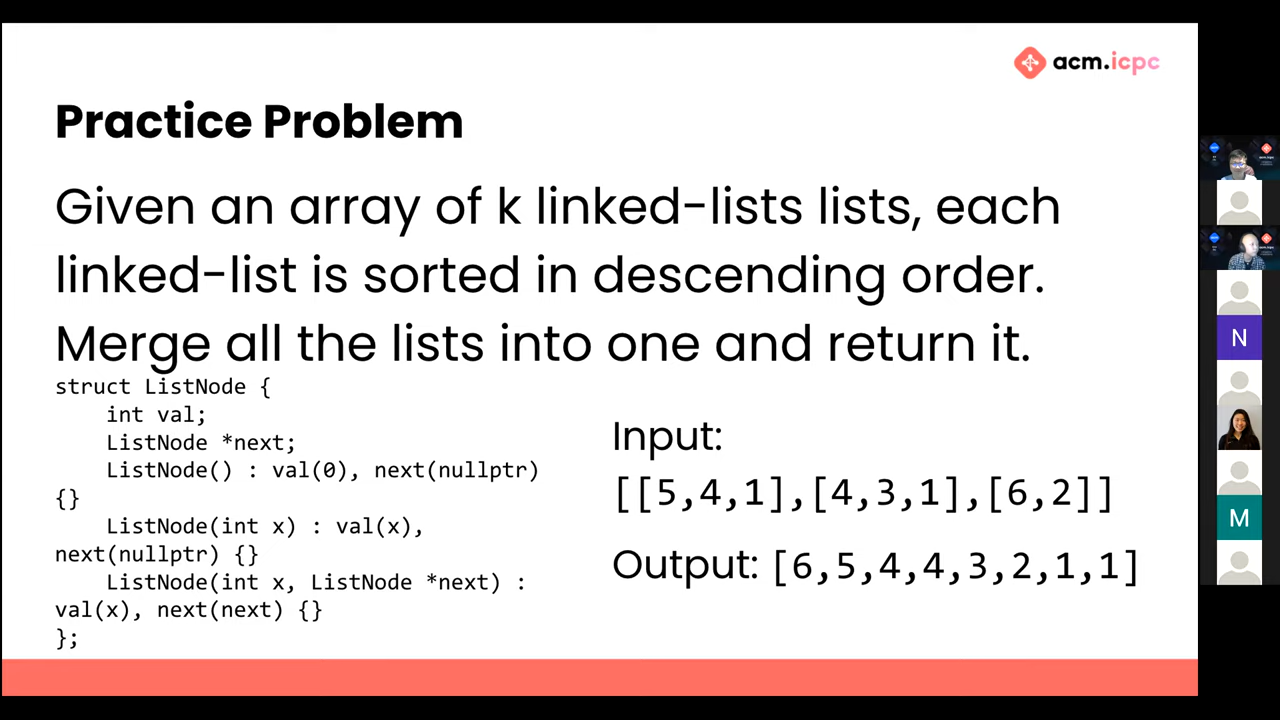 acm.icpc
Practice Problem
Given an array of k linked-lists lists, each
linked-list is sorted in descending order.
Merge all the lists into one and return it.
struct ListNode {
    int val;
    ListNode *next;
    ListNode() : val(0), next(nullptr)
{}
    ListNode(int x) : val(x),
next(nullptr) {}
    ListNode(int x, ListNode *next) :
val(x), next(next) {}
};
Input:
[[5,4,1],[4,3,1],[6,2]]
Output: [6,5,4,4,3,2,1,1]
N
M